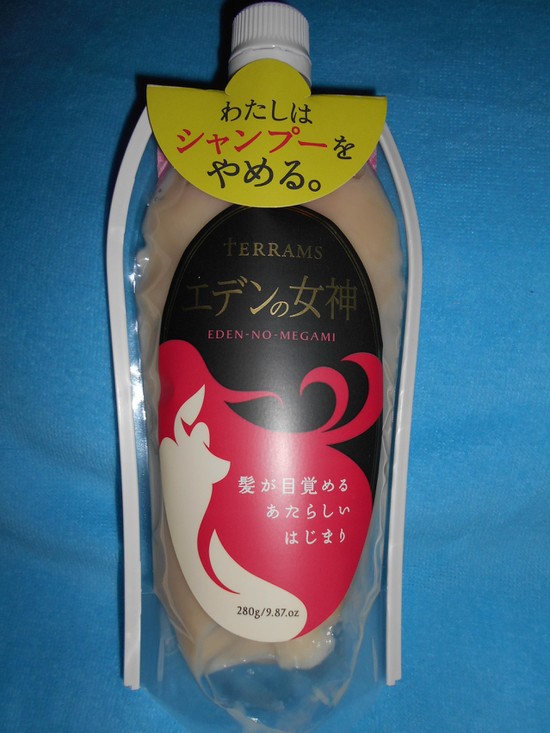 わたしは
シャンプーを
やめる。
TERRAMS
エデンの女神
EDEN-NO-MEGAMI
髪が目覚める
あたらしい
はじまり
280g/9.87.oz